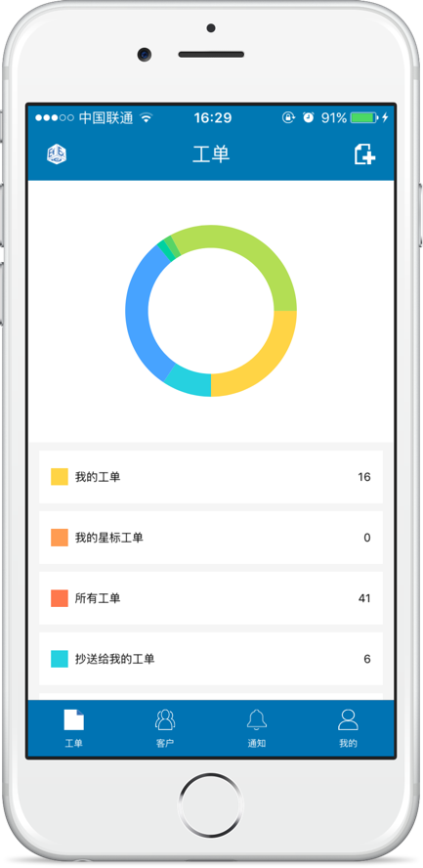 中国联通 16:29 91%
工单
我的工单 16
我的星标工单 0
所有工单 41
抄送给我的工单 6
工单 客户 通知 我的